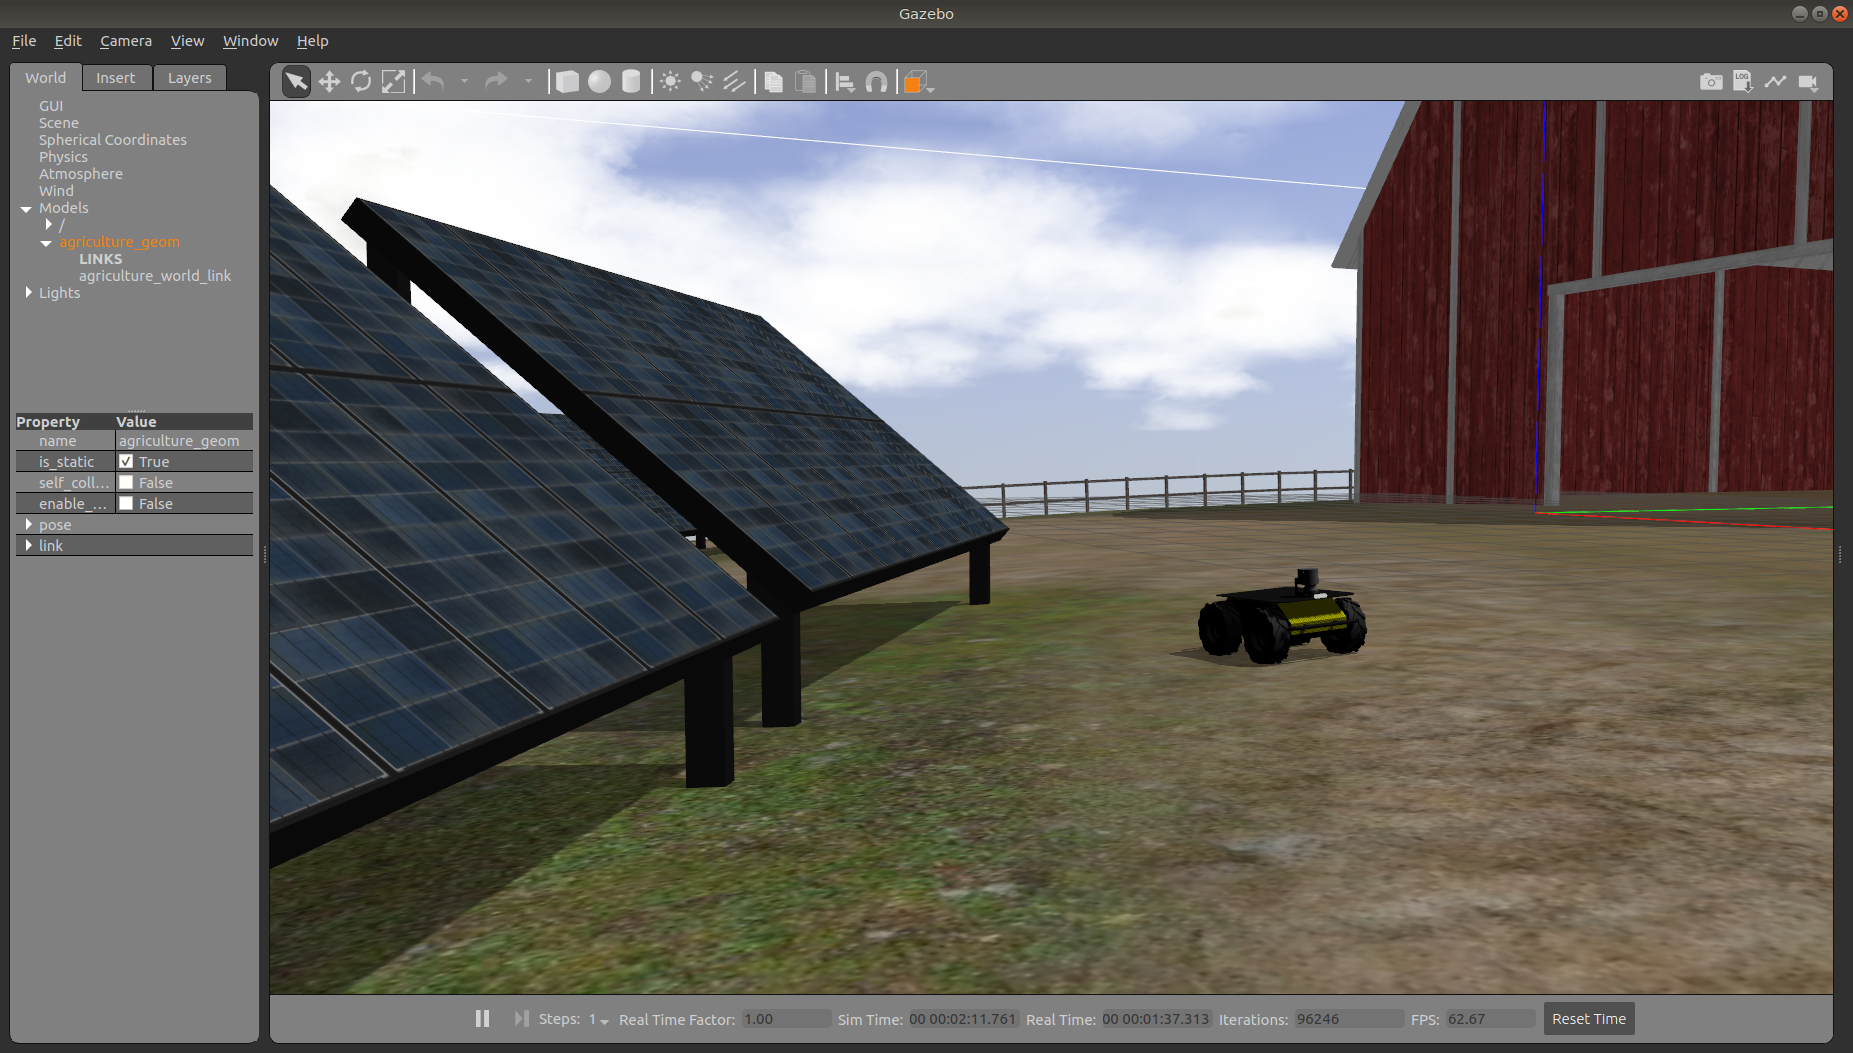 Gazebo
File Edit Camera View Window Help
World Insert Layers
GUI
Scene
Spherical Coordinates
Physics
Atmosphere
Wind
Models
/
agriculture_geom
LINKS
agriculture_world_link
Lights
Property Value
name agriculture_geom
is_static True
self_coll... False
enable_... False
pose
link
LOG
Steps: 1 Real Time Factor: 1.00 Sim Time: 00 00:02:11.761 Real Time: 00 00:01:37.313 Iterations: 96246 FPS: 62.67 Reset Time